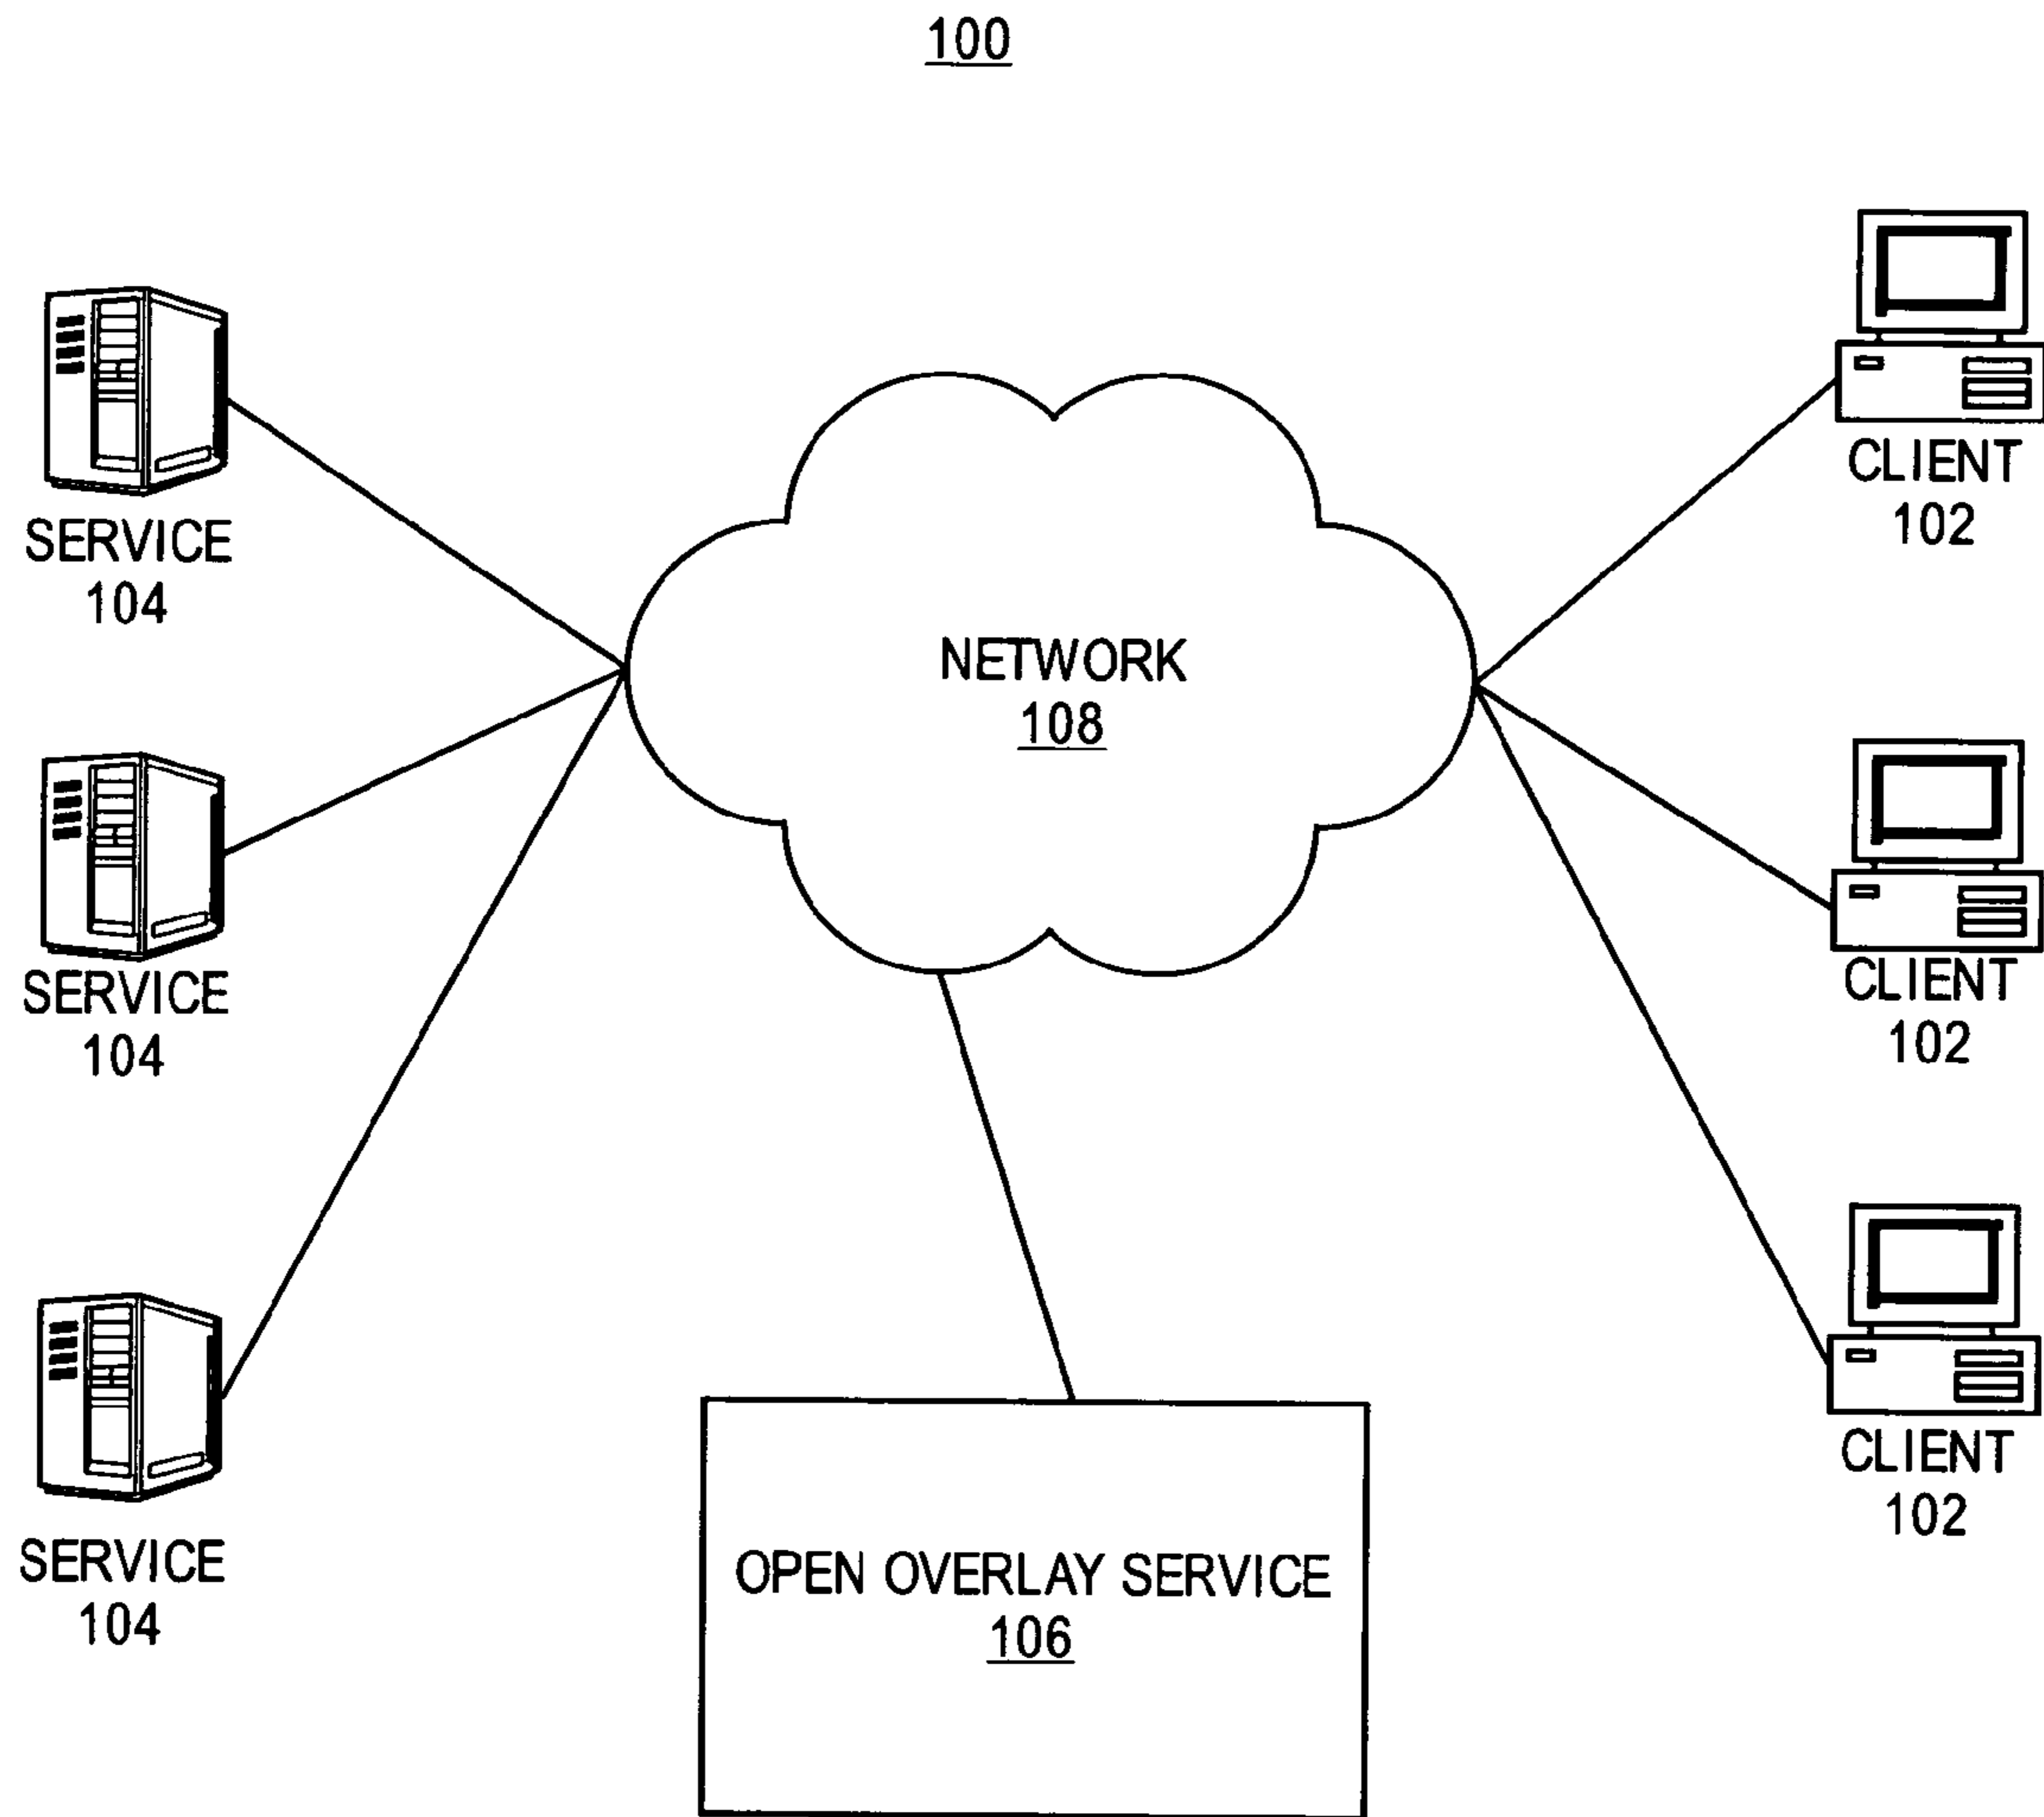 100
SERVICE
104
SERVICE
104
SERVICE
104
NETWORK
108
OPEN OVERLAY SERVICE
106
CLIENT
102
CLIENT
102
CLIENT
102